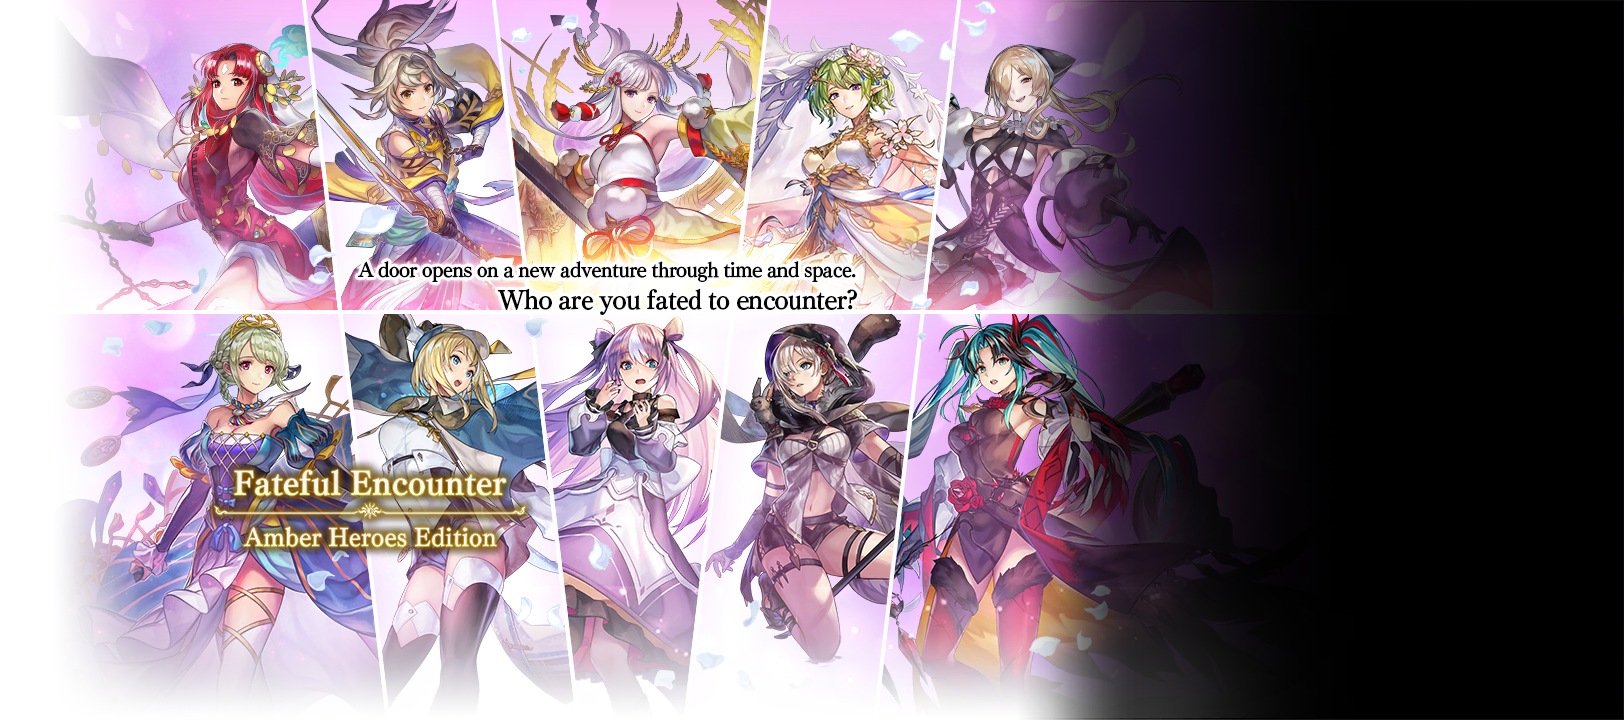 A door opens on a new adventure through time and space.
Who are you fated to encounter?
Fateful Encounter
Amber Heroes Edition